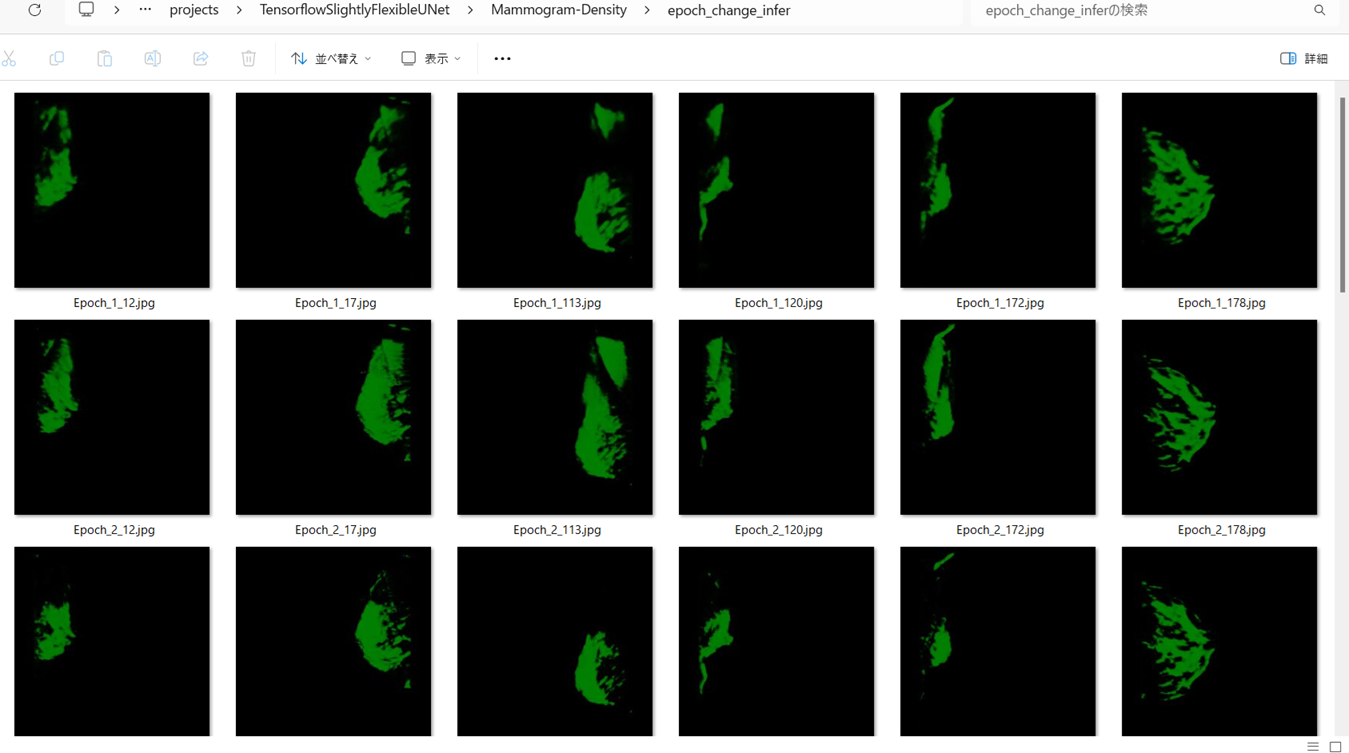 projects > TensorflowSlightlyFlexibleUNet > Mammogram-Density > epoch_change_infer epoch_change_inferの検索
並べ替え 表示 詳細
Epoch_1_12.jpg Epoch_1_17.jpg Epoch_1_113.jpg Epoch_1_120.jpg Epoch_1_172.jpg Epoch_1_178.jpg
Epoch_2_12.jpg Epoch_2_17.jpg Epoch_2_113.jpg Epoch_2_120.jpg Epoch_2_172.jpg Epoch_2_178.jpg